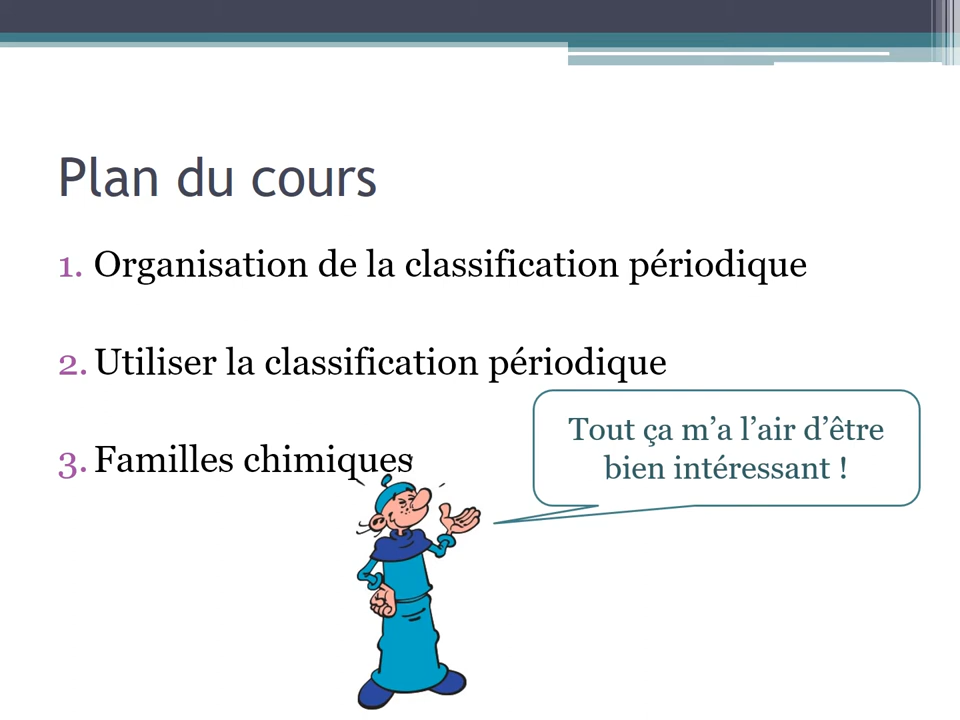 Plan du cours
1. Organisation de la classification périodique
2. Utiliser la classification périodique
3. Familles chimiques
Tout ça m’a l’air d’être
bien intéressant !